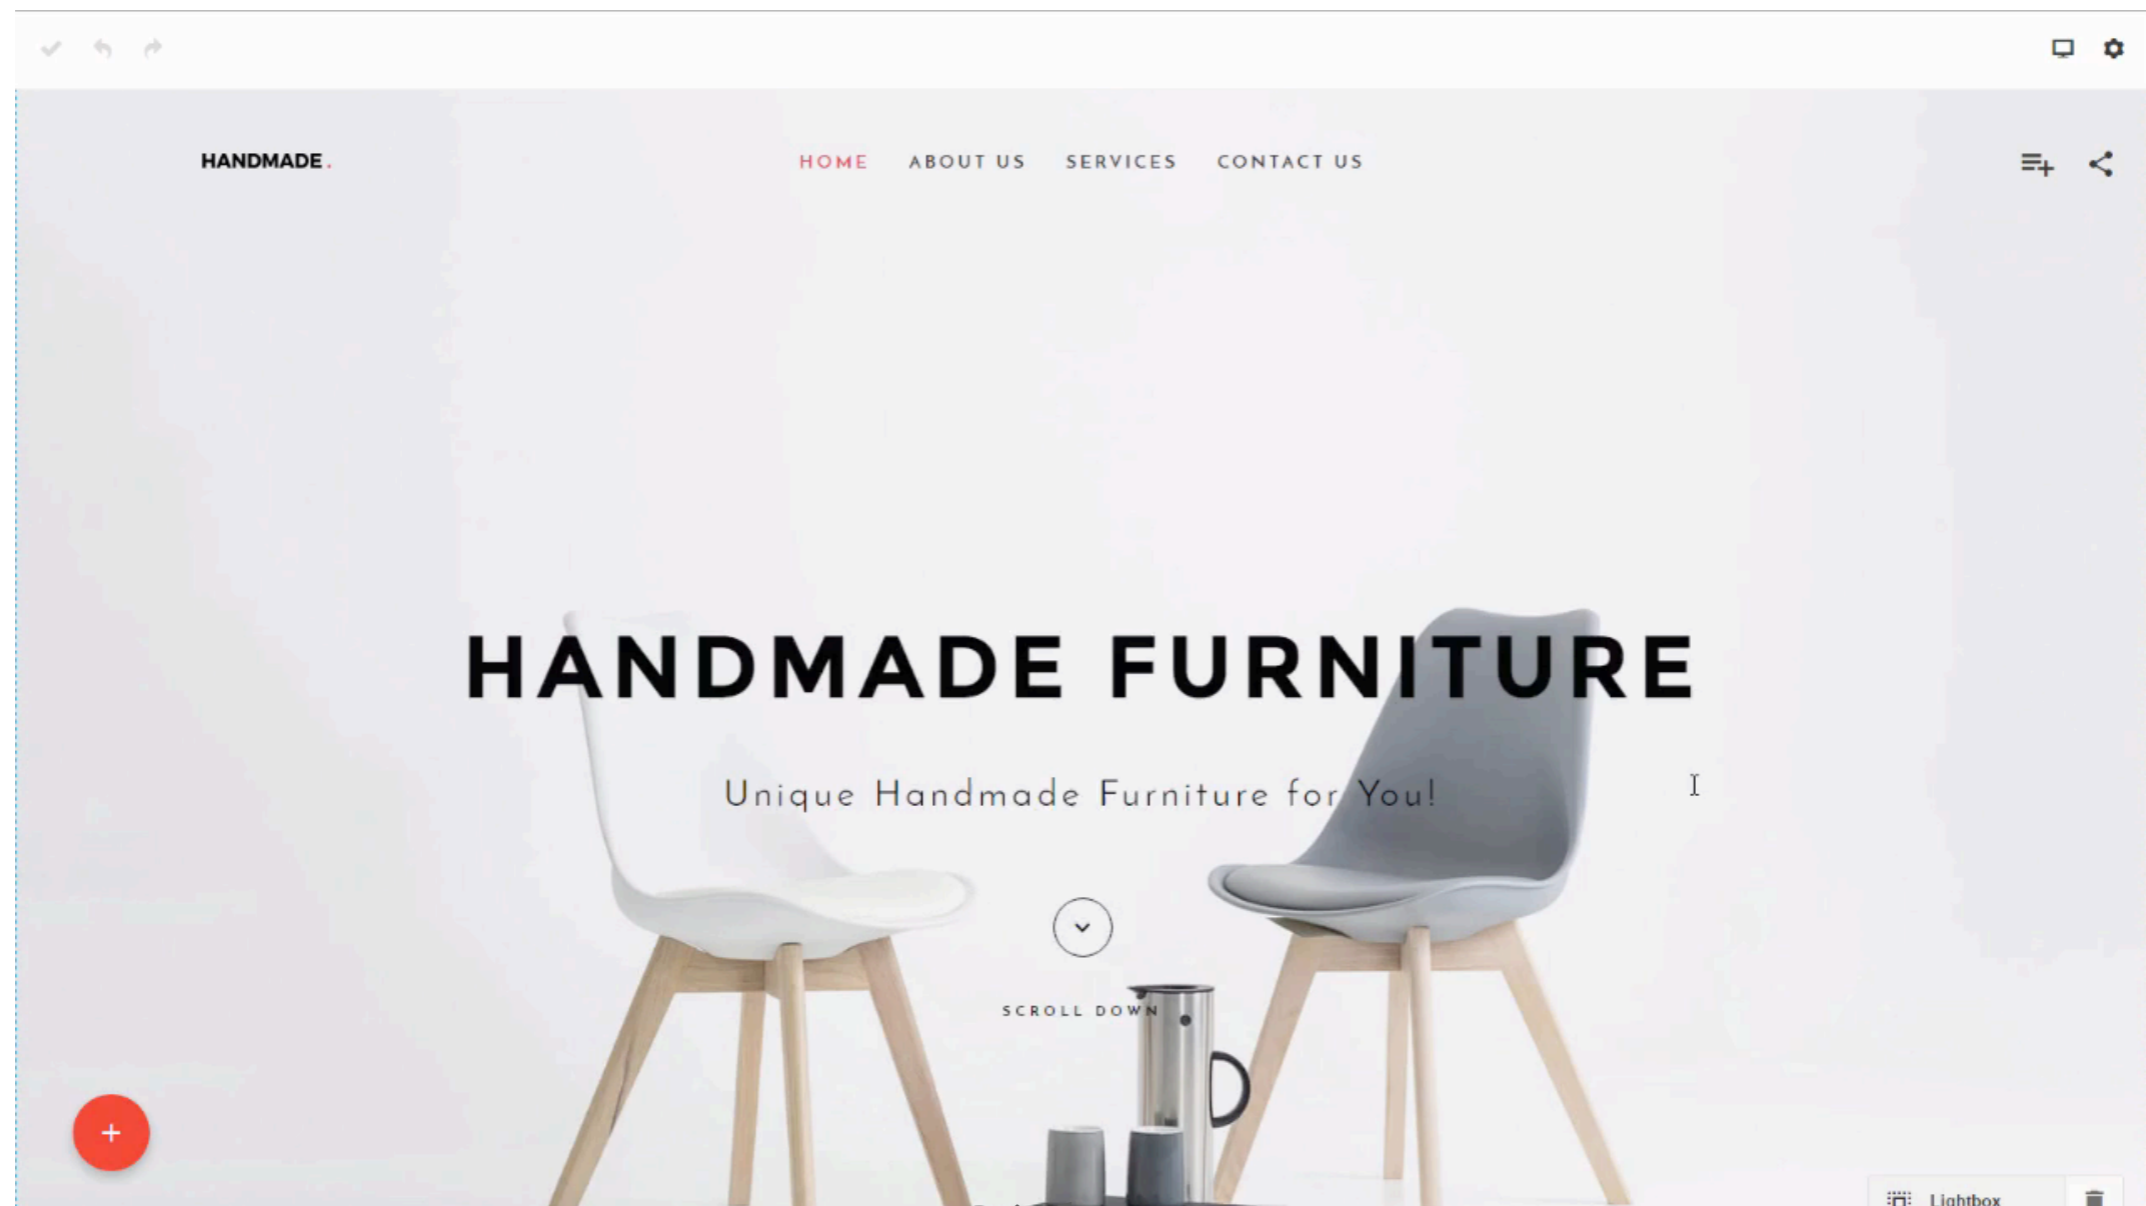 HANDMADE.
HOME ABOUT US SERVICES CONTACT US
HANDMADE FURNITURE
Unique Handmade Furniture for You!
SCROLL DOWN
Lightbox